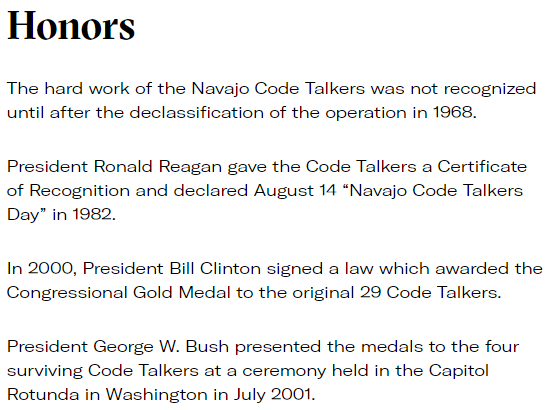 Honors
The hard work of the Navajo Code Talkers was not recognized
until after the declassification of the operation in 1968.
President Ronald Reagan gave the Code Talkers a Certificate
of Recognition and declared August 14 “Navajo Code Talkers
Day” in 1982.
In 2000, President Bill Clinton signed a law which awarded the
Congressional Gold Medal to the original 29 Code Talkers.
President George W. Bush presented the medals to the four
surviving Code Talkers at a ceremony held in the Capitol
Rotunda in Washington in July 2001.